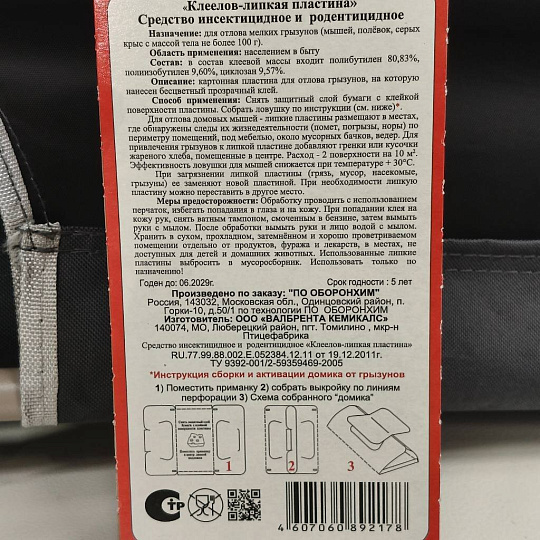 «Клеелов-липкая пластина»
Средство инсектицидное и родентицидное
Назначение: для отлова мелких грызунов (мышей, полёвок, серых
крыс с массой тела не более 100 г).
Область применения: населением в быту
Состав: в состав клеевой массы входит полибутилен 80,83%,
полиизобутилен 9,60%, циклозан 9,57%.
Описание: картонная пластина для отлова грызунов, на которую
нанесен бесцветный прозрачный клей.
Способ применения: Снять защитный слой бумаги с клейкой
поверхности пластины. Собрать ловушку по инструкции (см. ниже)*.
Для отлова домовых мышей - липкие пластины размещают в местах,
где обнаружены следы их жизнедеятельности (помет, погрызы, норы) по
периметру помещений, под мебелью, около мусорных бачков, ведер. Для
привлечения грызунов к липкой пластине добавляют гренки или кусочки
жареного хлеба, помещенные в центре. Расход - 2 поверхности на 10 м².
Эффективность ловушки для мышей снижается при температуре + 30°С.
При загрязнении липкой пластины (грязь, мусор, насекомые,
грызуны) ее заменяют новой пластиной. При необходимости липкую
пластину можно переставить в другое место.
Меры предосторожности: Обработку проводить с использованием
перчаток, избегать попадания в глаза и на кожу. При попадании клея на
кожу рук, снять ватным тампоном, смоченным в бензине, затем вымыть
руки с мылом. После обработки вымыть руки и лицо водой с мылом.
Хранить в сухом, прохладном, затемнённом и хорошо проветриваемом
помещении отдельно от продуктов, фуража и лекарств, в местах, не
доступных для детей и домашних животных. Использованные липкие
пластины выбросить в мусоросборник. Использовать только по
назначению!
Годен до: 06.2029г. Срок годности : 5 лет
Произведено по заказу: "ПО ОБОРОНХИМ"
Россия, 143032, Московская обл., Одинцовский район, п.
Горки-10, д.50/1 по технологии ПО ОБОРОНХИМ
Изготовитель: ООО «ВАЛБРЕНТА КЕМИКАЛС»
140074, МО, Люберецкий район, пгт. Томилино , мкр-н
Птицефабрика
Средство инсектицидное и родентицидное «Клеелов-липкая пластина»
RU.77.99.88.002.Е.052384.12.11 от 19.12.2011г.
ТУ 9392-001/2-59359469-2005
*Инструкция сборки и активации домика от грызунов
1) Поместить приманку 2) собрать выкройку по линиям
перфорации 3) Схема собранного "домика"
1 2 3
СТР
4 607060 892178